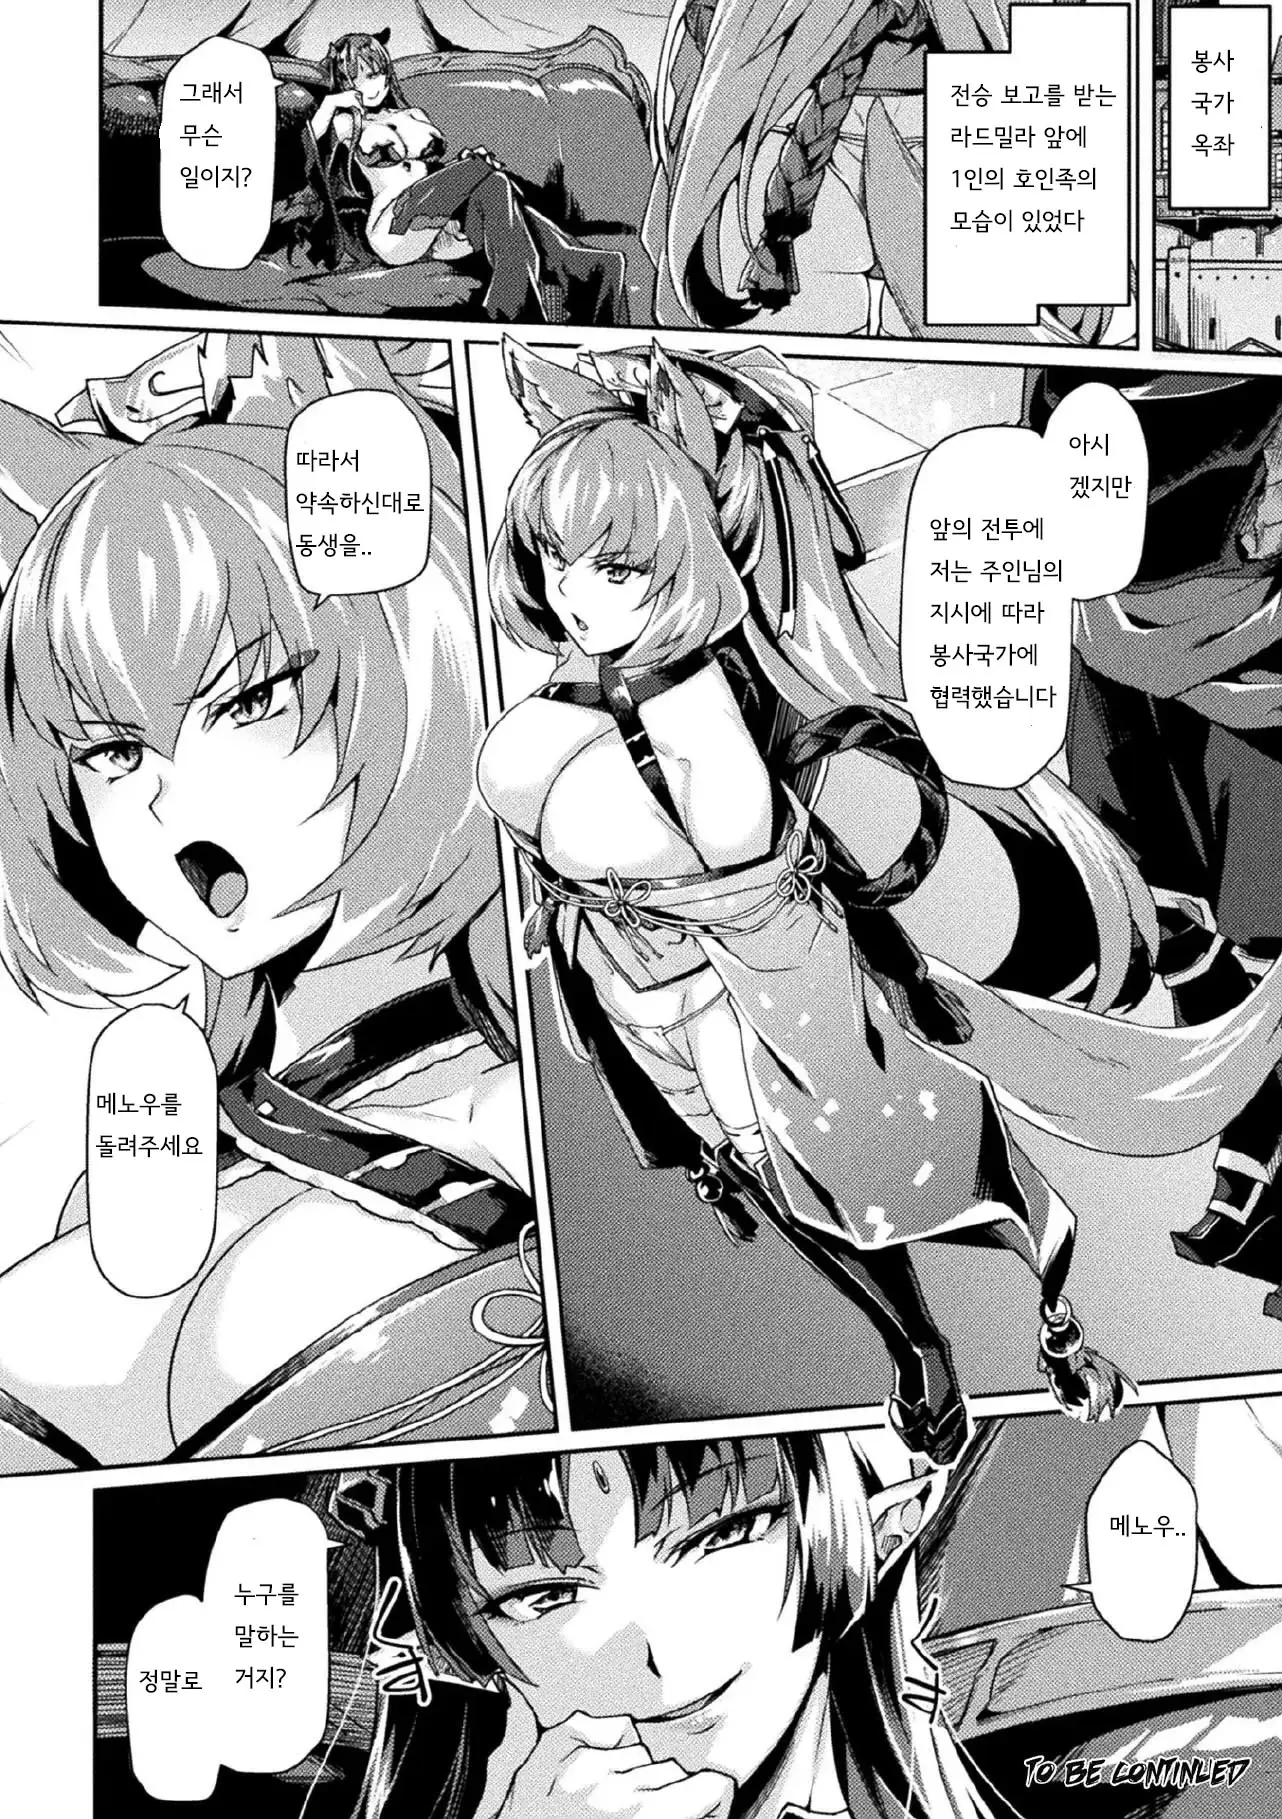 봉사
국가
옥좌
전승 보고를 받는
라드밀라 앞에
1인의 호인족의
모습이 있었다
그래서
무슨
일이지?
아시
겠지만
앞의 전투에
저는 주인님의
지시에 따라
봉사국가에
협력했습니다
따라서
약속하신대로
동생을..
메노우를
돌려주세요
메노우..
누구를
말하는
거지?
정말로
TO BE CONTINUED